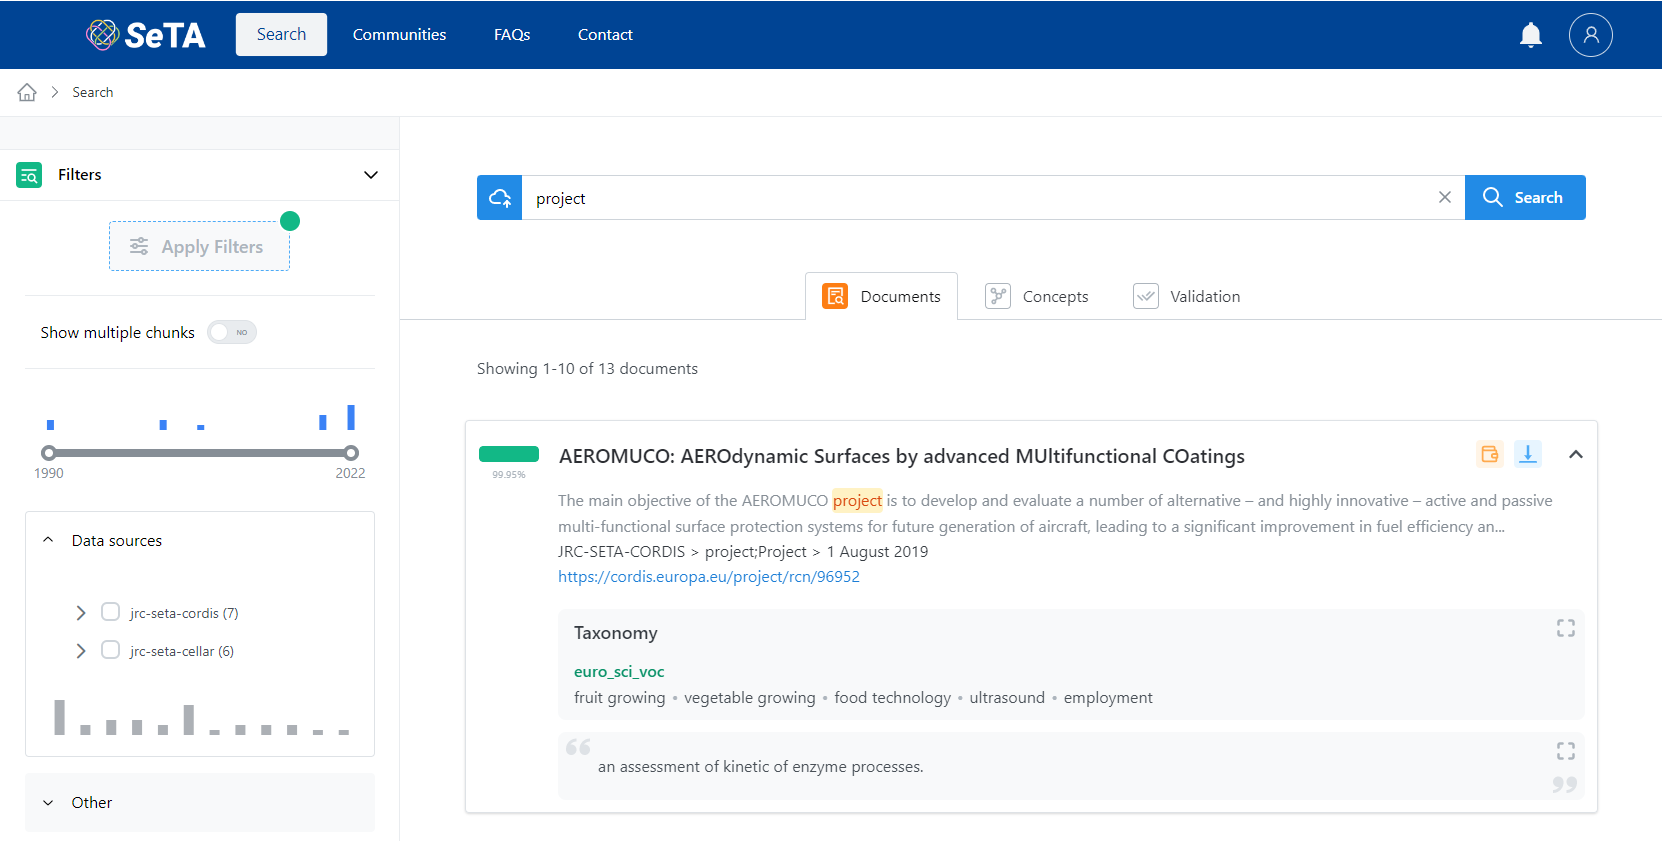 SeTA
Search
Communities
FAQs
Contact
Search
Filters
Apply Filters
Show multiple chunks
NO
1990
2022
Data sources
jrc-seta-cordis (7)
jrc-seta-cellar (6)
Other
project
Search
Documents
Concepts
Validation
Showing 1-10 of 13 documents
99.95%
AEROMUCO: AEROdynamic Surfaces by advanced MUltifunctional COatings
The main objective of the AEROMUCO project is to develop and evaluate a number of alternative – and highly innovative – active and passive
multi-functional surface protection systems for future generation of aircraft, leading to a significant improvement in fuel efficiency an...
JRC-SETA-CORDIS > project;Project > 1 August 2019
https://cordis.europa.eu/project/rcn/96952
Taxonomy
euro_sci_voc
fruit growing • vegetable growing • food technology • ultrasound • employment
“ an assessment of kinetic of enzyme processes. ”